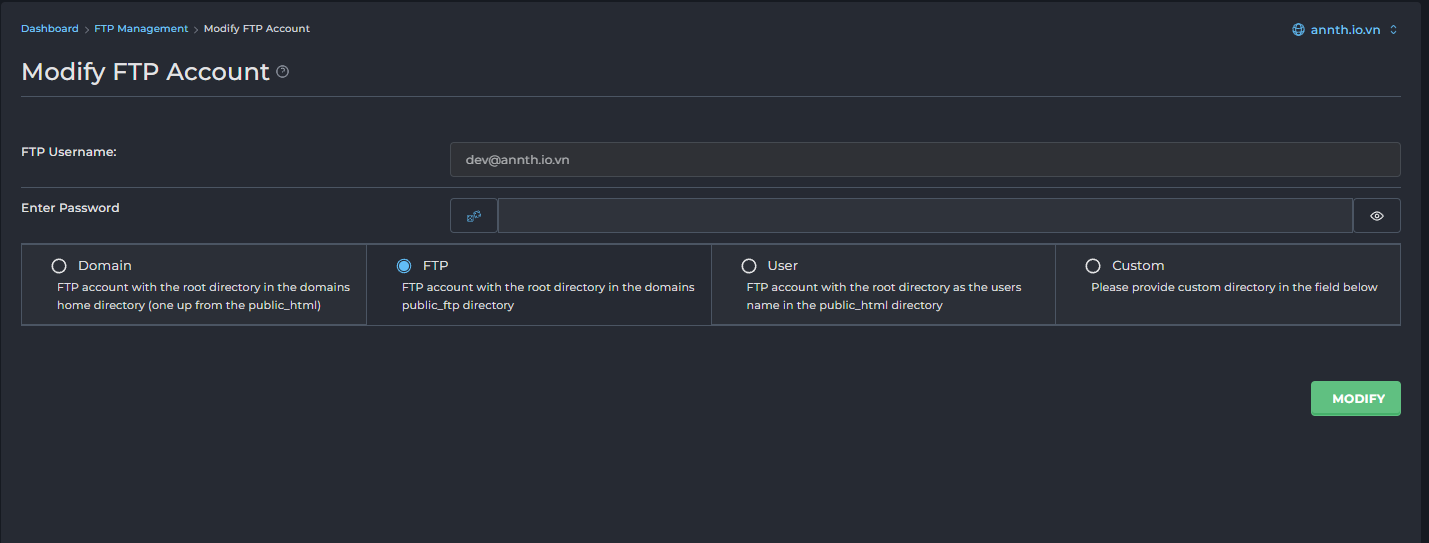 Dashboard > FTP Management > Modify FTP Account
annth.io.vn
Modify FTP Account
FTP Username:
dev@annth.io.vn
Enter Password
Domain
FTP account with the root directory in the domains
home directory (one up from the public_html)
FTP
FTP account with the root directory in the domains
public_ftp directory
User
FTP account with the root directory as the users
name in the public_html directory
Custom
Please provide custom directory in the field below
MODIFY